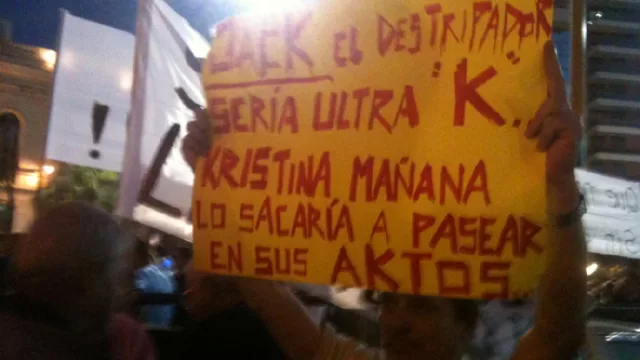 JACK EL DESTRIPADOR
SERÍA ULTRA "K"..
KRISTINA MAÑANA
LO SACARÍA A PASEAR
EN SUS AKTOS..
!